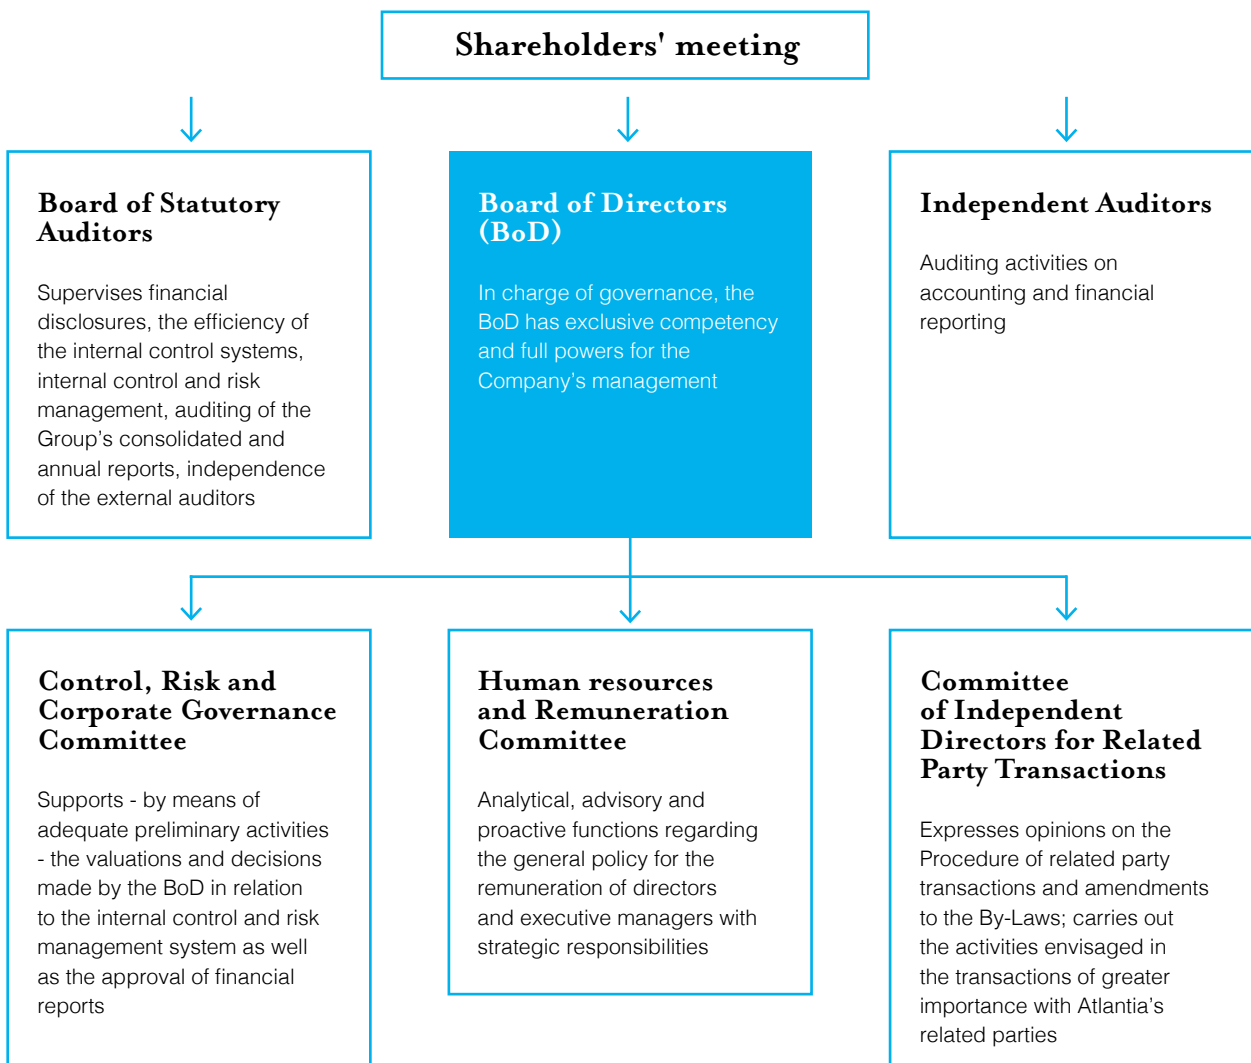 Shareholders' meeting
Board of Statutory
Auditors
Supervises financial
disclosures, the efficiency of
the internal control systems,
internal control and risk
management, auditing of the
Group’s consolidated and
annual reports, independence
of the external auditors
Board of Directors
(BoD)
In charge of governance, the
BoD has exclusive competency
and full powers for the
Company’s management
Independent Auditors
Auditing activities on
accounting and financial
reporting
Control, Risk and
Corporate Governance
Committee
Supports - by means of
adequate preliminary activities
- the valuations and decisions
made by the BoD in relation
to the internal control and risk
management system as well
as the approval of financial
reports
Human resources
and Remuneration
Committee
Analytical, advisory and
proactive functions regarding
the general policy for the
remuneration of directors
and executive managers with
strategic responsibilities
Committee
of Independent
Directors for Related
Party Transactions
Expresses opinions on the
Procedure of related party
transactions and amendments
to the By-Laws; carries out
the activities envisaged in
the transactions of greater
importance with Atlantia’s
related parties